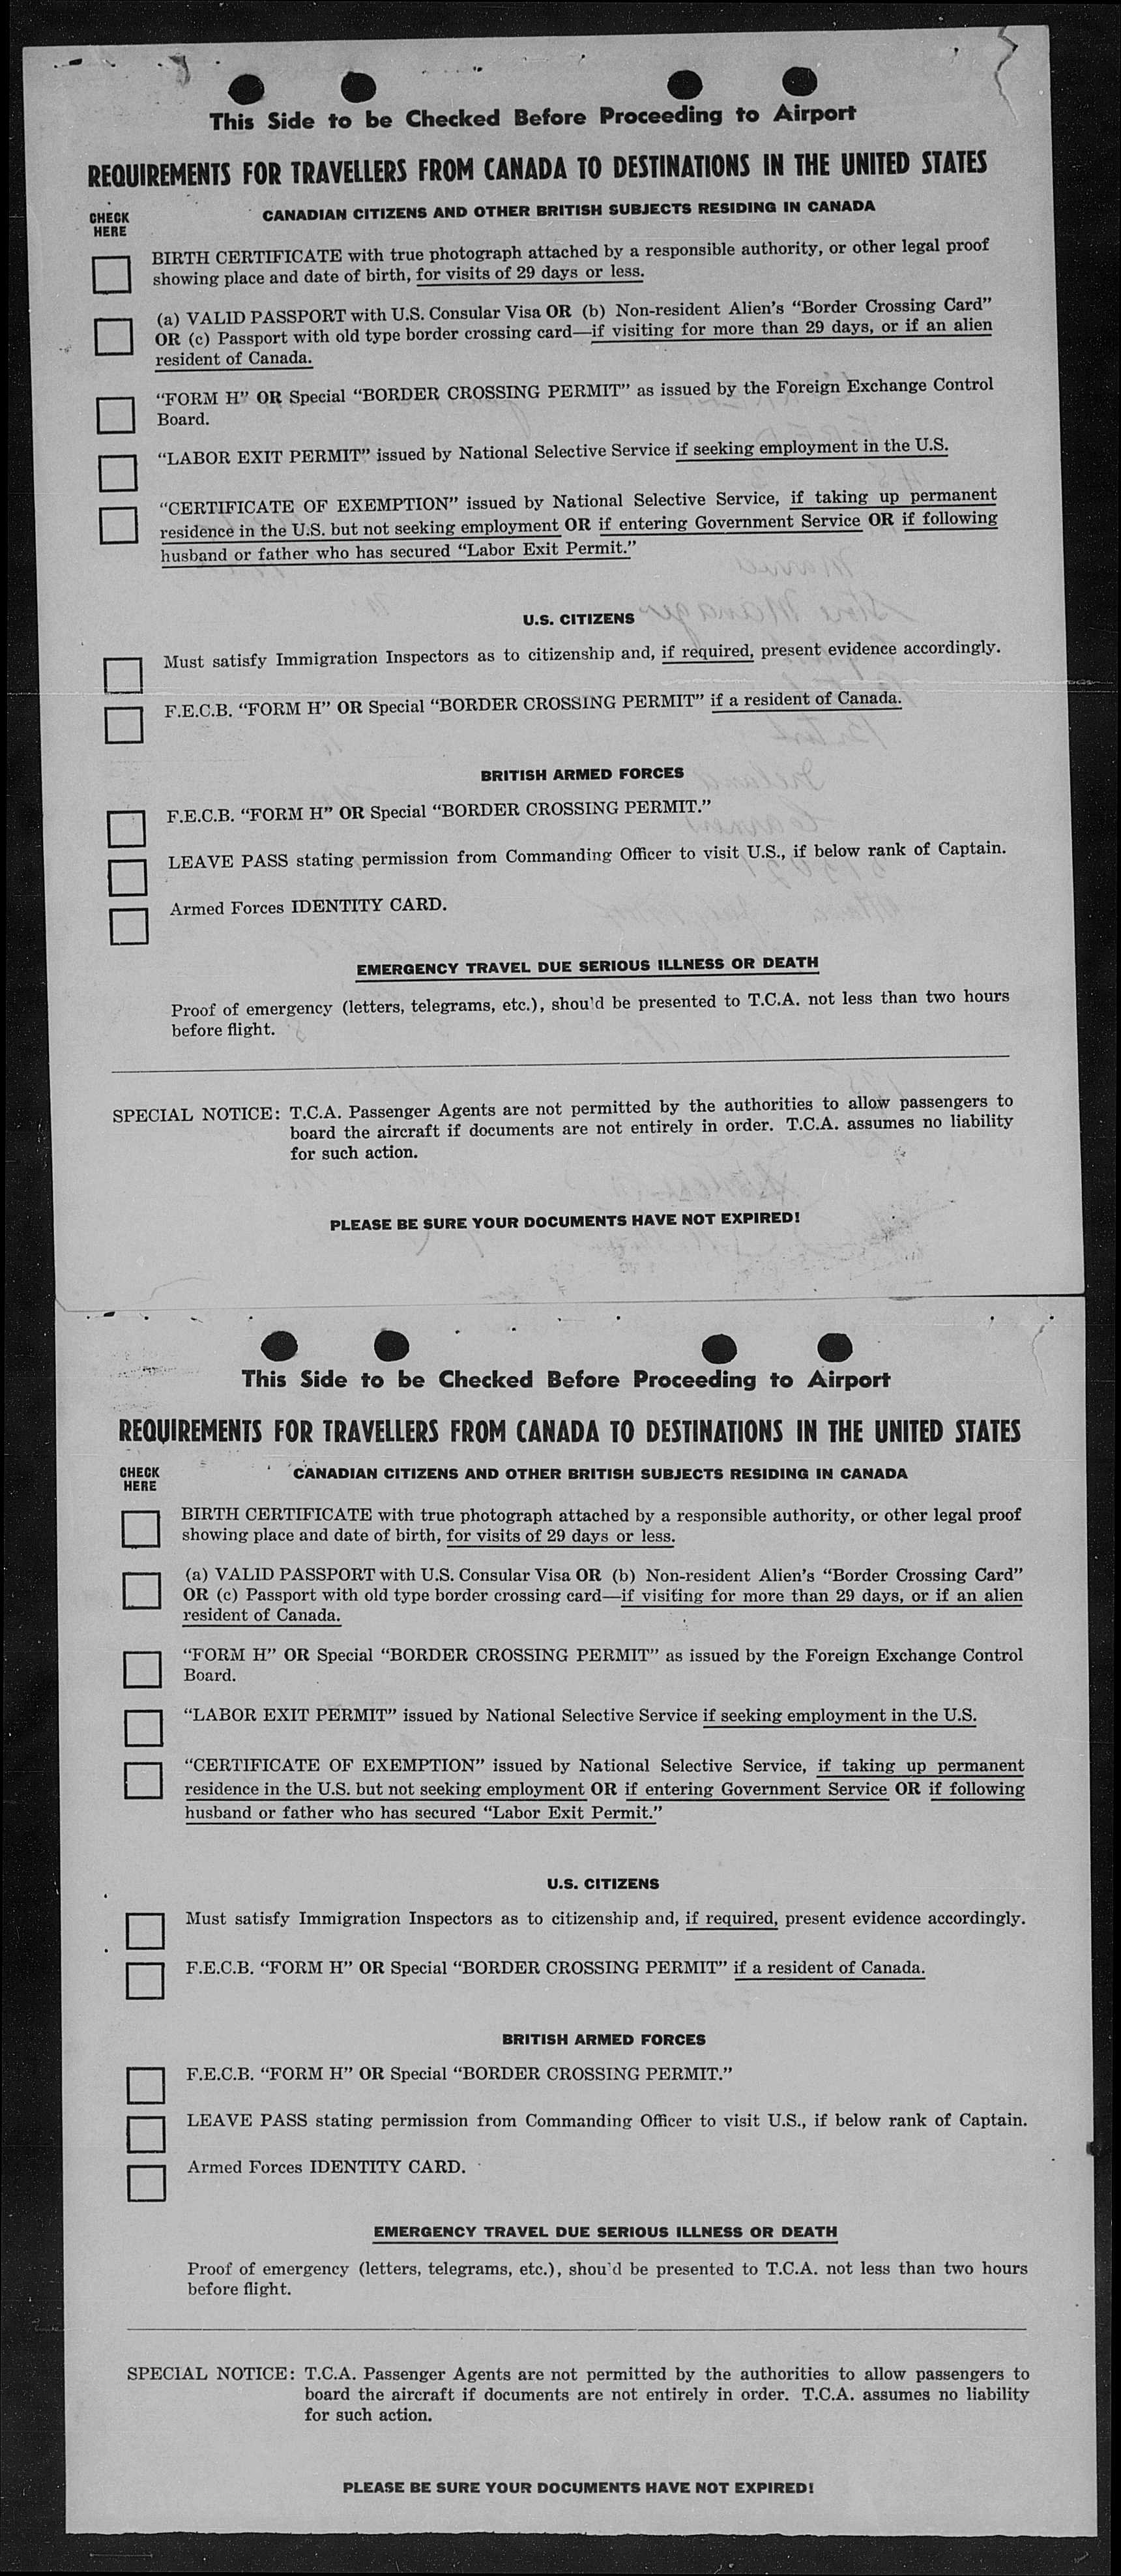 This Side to be Checked Before Proceeding to Airport
REQUIREMENTS FOR TRAVELLERS FROM CANADA TO DESTINATIONS IN THE UNITED STATES
CHECK HERE
CANADIAN CITIZENS AND OTHER BRITISH SUBJECTS RESIDING IN CANADA
BIRTH CERTIFICATE with true photograph attached by a responsible authority, or other legal proof
showing place and date of birth, for visits of 29 days or less.
(a) VALID PASSPORT with U.S. Consular Visa OR (b) Non-resident Alien's “Border Crossing Card”
OR (c) Passport with old type border crossing card—if visiting for more than 29 days, or if an alien
resident of Canada.
“FORM H” OR Special “BORDER CROSSING PERMIT” as issued by the Foreign Exchange Control
Board.
“LABOR EXIT PERMIT” issued by National Selective Service if seeking employment in the U.S.
“CERTIFICATE OF EXEMPTION” issued by National Selective Service, if taking up permanent
residence in the U.S. but not seeking employment OR if entering Government Service OR if following
husband or father who has secured “Labor Exit Permit.”
U.S. CITIZENS
Must satisfy Immigration Inspectors as to citizenship and, if required, present evidence accordingly.
F.E.C.B. “FORM H” OR Special “BORDER CROSSING PERMIT” if a resident of Canada.
BRITISH ARMED FORCES
F.E.C.B. “FORM H” OR Special “BORDER CROSSING PERMIT.”
LEAVE PASS stating permission from Commanding Officer to visit U.S., if below rank of Captain.
Armed Forces IDENTITY CARD.
EMERGENCY TRAVEL DUE SERIOUS ILLNESS OR DEATH
Proof of emergency (letters, telegrams, etc.), should be presented to T.C.A. not less than two hours
before flight.
SPECIAL NOTICE: T.C.A. Passenger Agents are not permitted by the authorities to allow passengers to
board the aircraft if documents are not entirely in order. T.C.A. assumes no liability
for such action.
PLEASE BE SURE YOUR DOCUMENTS HAVE NOT EXPIRED!
This Side to be Checked Before Proceeding to Airport
REQUIREMENTS FOR TRAVELLERS FROM CANADA TO DESTINATIONS IN THE UNITED STATES
CHECK HERE
CANADIAN CITIZENS AND OTHER BRITISH SUBJECTS RESIDING IN CANADA
BIRTH CERTIFICATE with true photograph attached by a responsible authority, or other legal proof
showing place and date of birth, for visits of 29 days or less.
(a) VALID PASSPORT with U.S. Consular Visa OR (b) Non-resident Alien's “Border Crossing Card”
OR (c) Passport with old type border crossing card—if visiting for more than 29 days, or if an alien
resident of Canada.
“FORM H” OR Special “BORDER CROSSING PERMIT” as issued by the Foreign Exchange Control
Board.
“LABOR EXIT PERMIT” issued by National Selective Service if seeking employment in the U.S.
“CERTIFICATE OF EXEMPTION” issued by National Selective Service, if taking up permanent
residence in the U.S. but not seeking employment OR if entering Government Service OR if following
husband or father who has secured “Labor Exit Permit.”
U.S. CITIZENS
Must satisfy Immigration Inspectors as to citizenship and, if required, present evidence accordingly.
F.E.C.B. “FORM H” OR Special “BORDER CROSSING PERMIT” if a resident of Canada.
BRITISH ARMED FORCES
F.E.C.B. “FORM H” OR Special “BORDER CROSSING PERMIT.”
LEAVE PASS stating permission from Commanding Officer to visit U.S., if below rank of Captain.
Armed Forces IDENTITY CARD.
EMERGENCY TRAVEL DUE SERIOUS ILLNESS OR DEATH
Proof of emergency (letters, telegrams, etc.), should be presented to T.C.A. not less than two hours
before flight.
SPECIAL NOTICE: T.C.A. Passenger Agents are not permitted by the authorities to allow passengers to
board the aircraft if documents are not entirely in order. T.C.A. assumes no liability
for such action.
PLEASE BE SURE YOUR DOCUMENTS HAVE NOT EXPIRED!